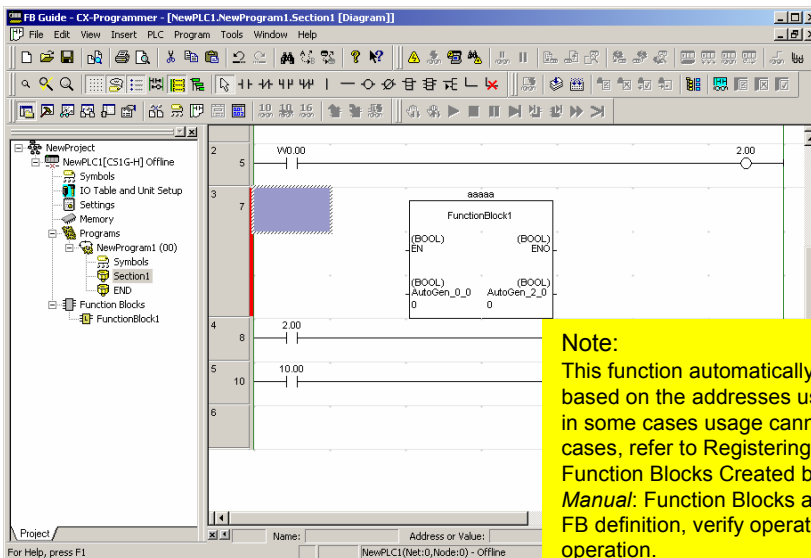 FB Guide - CX-Programmer - [NewPLC1.NewProgram1.Section1 [Diagram]]
File Edit View Insert PLC Program Tools Window Help
NewProject
NewPLC1[CS1G-H] Offline
Symbols
IO Table and Unit Setup
Settings
Memory
Programs
NewProgram1 (00)
Symbols
Section1
END
Function Blocks
FunctionBlock1
Project
2
5
W0.00
2.00
3
7
aaaaa
FunctionBlock1
(BOOL) (BOOL)
EN ENO
(BOOL) (BOOL)
AutoGen_0_0 AutoGen_2_0
0 0
4
8
2.00
5
10
10.00
6
Note:
This function automatically
based on the addresses us
in some cases usage cann
cases, refer to Registering
Function Blocks Created b
Manual: Function Blocks a
FB definition, verify operat
operation.
Name: Address or Value:
For Help, press F1
NewPLC1(Net:0,Node:0) - Offline